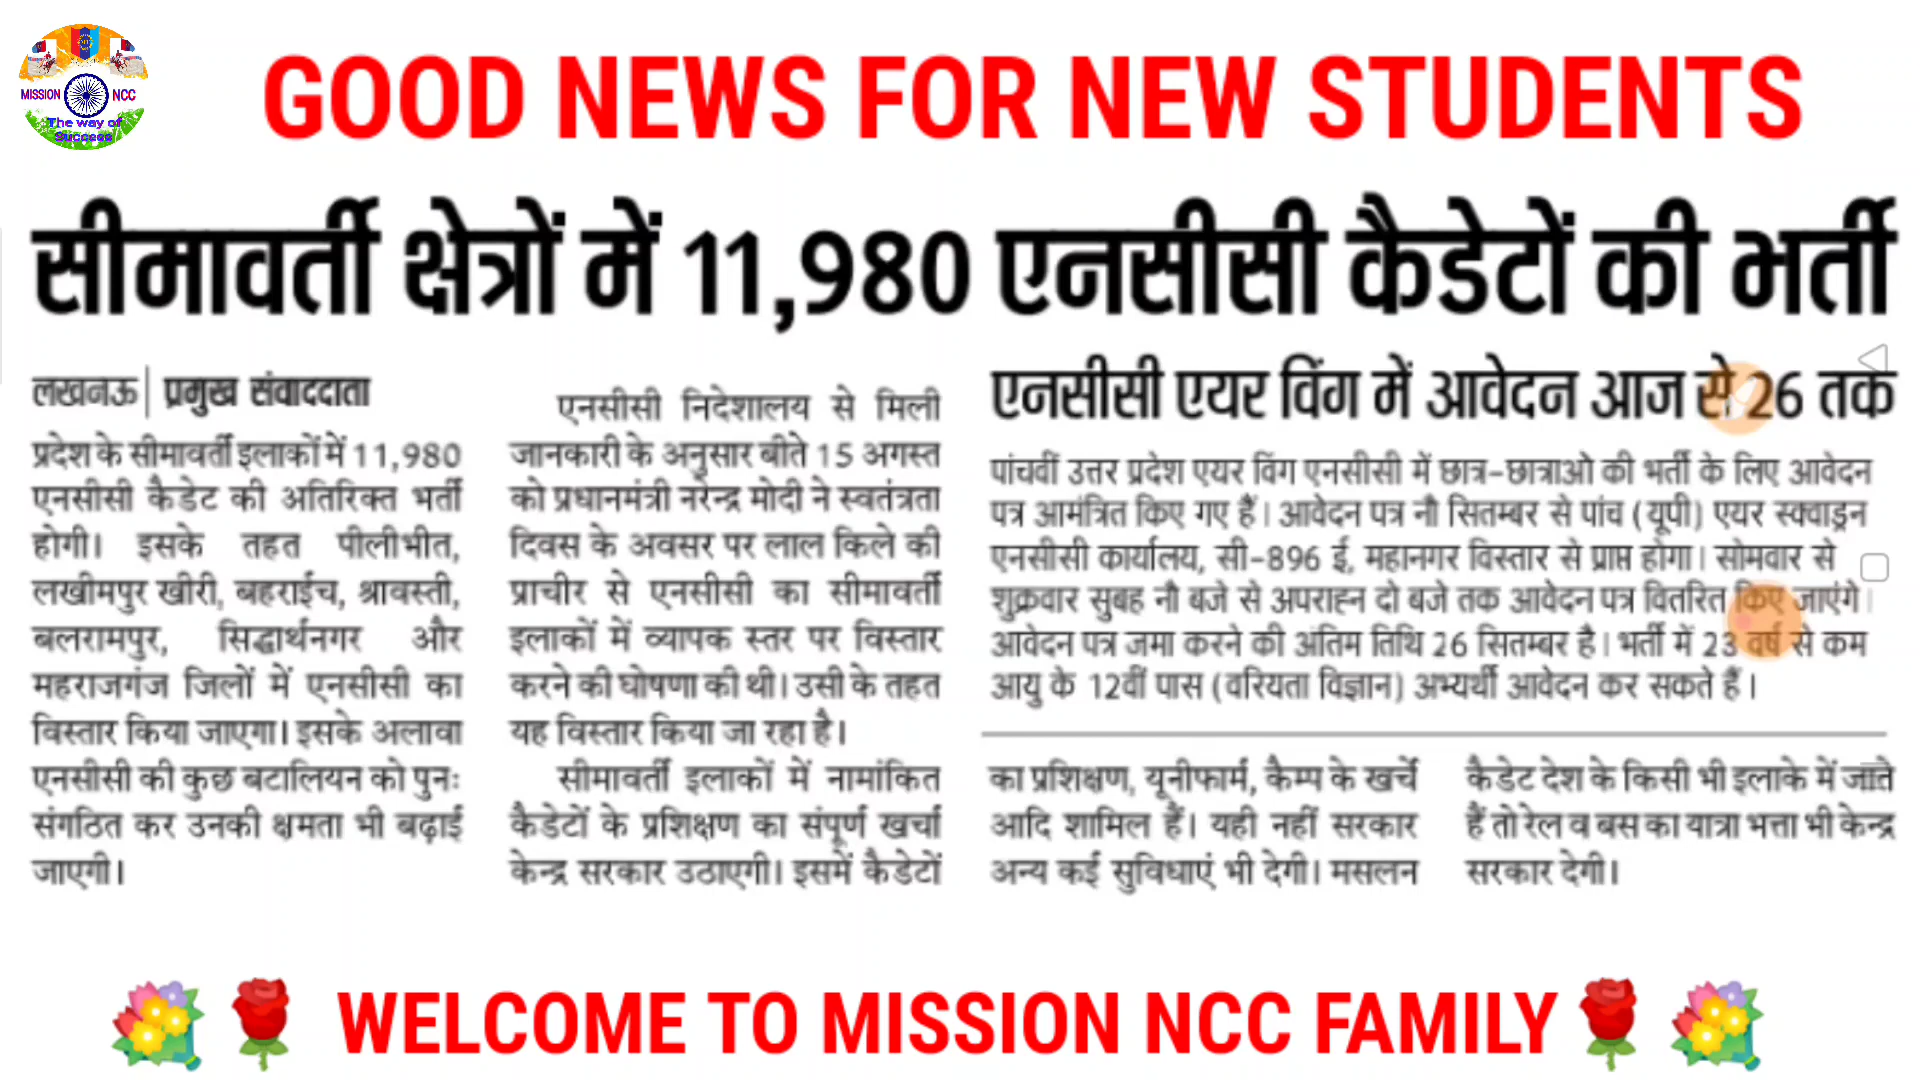 MISSION NCC
The way of
Success
GOOD NEWS FOR NEW STUDENTS
सीमावर्ती क्षेत्रों में 11,980 एनसीसी कैडेटों की भर्ती
लखनऊ | प्रमुख संवाददाता
प्रदेश के सीमावर्ती इलाकों में 11,980
एनसीसी कैडेट की अतिरिक्त भर्ती
होगी। इसके तहत पीलीभीत,
लखीमपुर खीरी, बहराईच, श्रावस्ती,
बलरामपुर, सिद्धार्थनगर और
महराजगंज जिलों में एनसीसी का
विस्तार किया जाएगा। इसके अलावा
एनसीसी की कुछ बटालियन को पुनः
संगठित कर उनकी क्षमता भी बढ़ाई
जाएगी।
एनसीसी निदेशालय से मिली
जानकारी के अनुसार बीते 15 अगस्त
को प्रधानमंत्री नरेन्द्र मोदी ने स्वतंत्रता
दिवस के अवसर पर लाल किले की
प्राचीर से एनसीसी का सीमावर्ती
इलाकों में व्यापक स्तर पर विस्तार
करने की घोषणा की थी। उसी के तहत
यह विस्तार किया जा रहा है।
सीमावर्ती इलाकों में नामांकित
कैडेटों के प्रशिक्षण का संपूर्ण खर्चा
केन्द्र सरकार उठाएगी। इसमें कैडेटों
एनसीसी एयर विंग में आवेदन आज से 26 तक
पांचवीं उत्तर प्रदेश एयर विंग एनसीसी में छात्र-छात्राओ की भर्ती के लिए आवेदन
पत्र आमंत्रित किए गए हैं। आवेदन पत्र नौ सितम्बर से पांच (यूपी) एयर स्क्वाड्रन
एनसीसी कार्यालय, सी-896 ई, महानगर विस्तार से प्राप्त होगा। सोमवार से
शुक्रवार सुबह नौ बजे से अपराह्न दो बजे तक आवेदन पत्र वितरित किए जाएंगे।
आवेदन पत्र जमा करने की अंतिम तिथि 26 सितम्बर है। भर्ती में 23 वर्ष से कम
आयु के 12वीं पास (वरियता विज्ञान) अभ्यर्थी आवेदन कर सकते हैं।
का प्रशिक्षण, यूनीफार्म, कैम्प के खर्चे
आदि शामिल हैं। यही नहीं सरकार
अन्य कई सुविधाएं भी देगी। मसलन
कैडेट देश के किसी भी इलाके में जाते
हैं तो रेल व बस का यात्रा भत्ता भी केन्द्र
सरकार देगी।
WELCOME TO MISSION NCC FAMILY